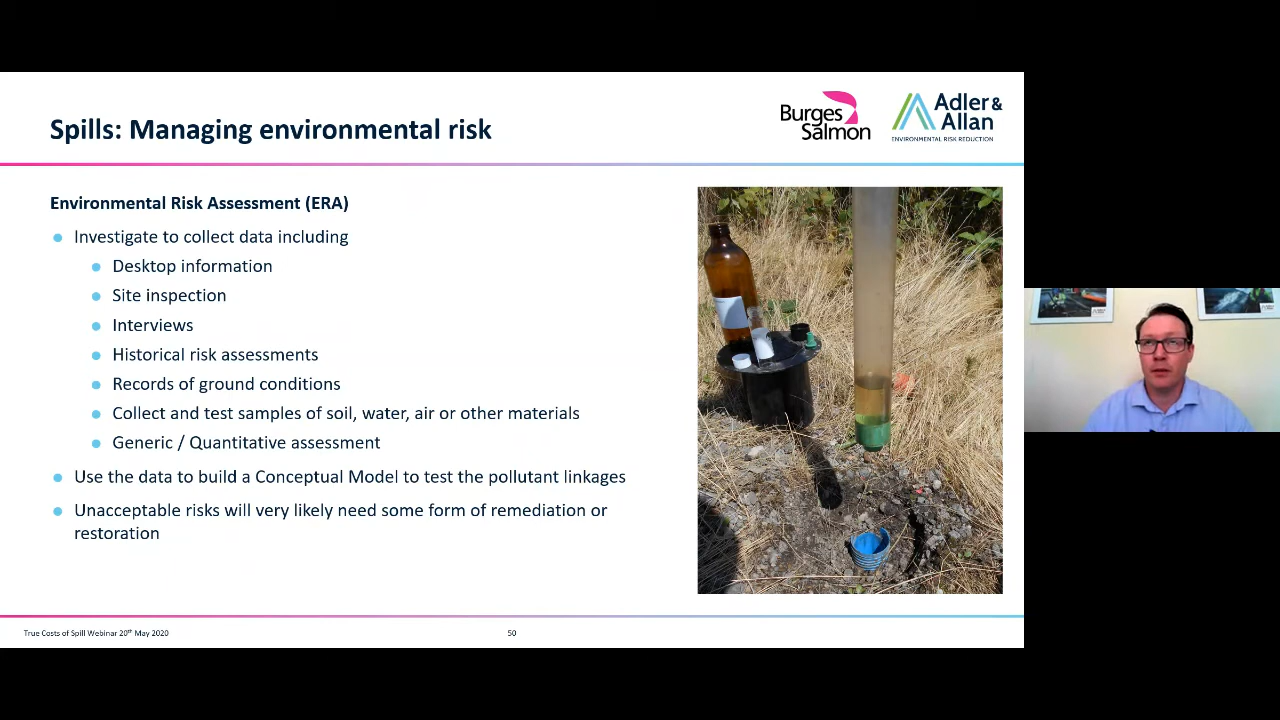 Spills: Managing environmental risk
Burges
Salmon
Adler &
Allan
ENVIRONMENTAL RISK REDUCTION
Environmental Risk Assessment (ERA)
Investigate to collect data including
Desktop information
Site inspection
Interviews
Historical risk assessments
Records of ground conditions
Collect and test samples of soil, water, air or other materials
Generic / Quantitative assessment
Use the data to build a Conceptual Model to test the pollutant linkages
Unacceptable risks will very likely need some form of remediation or
restoration
True Costs of Spill Webinar 20th May 2020
50